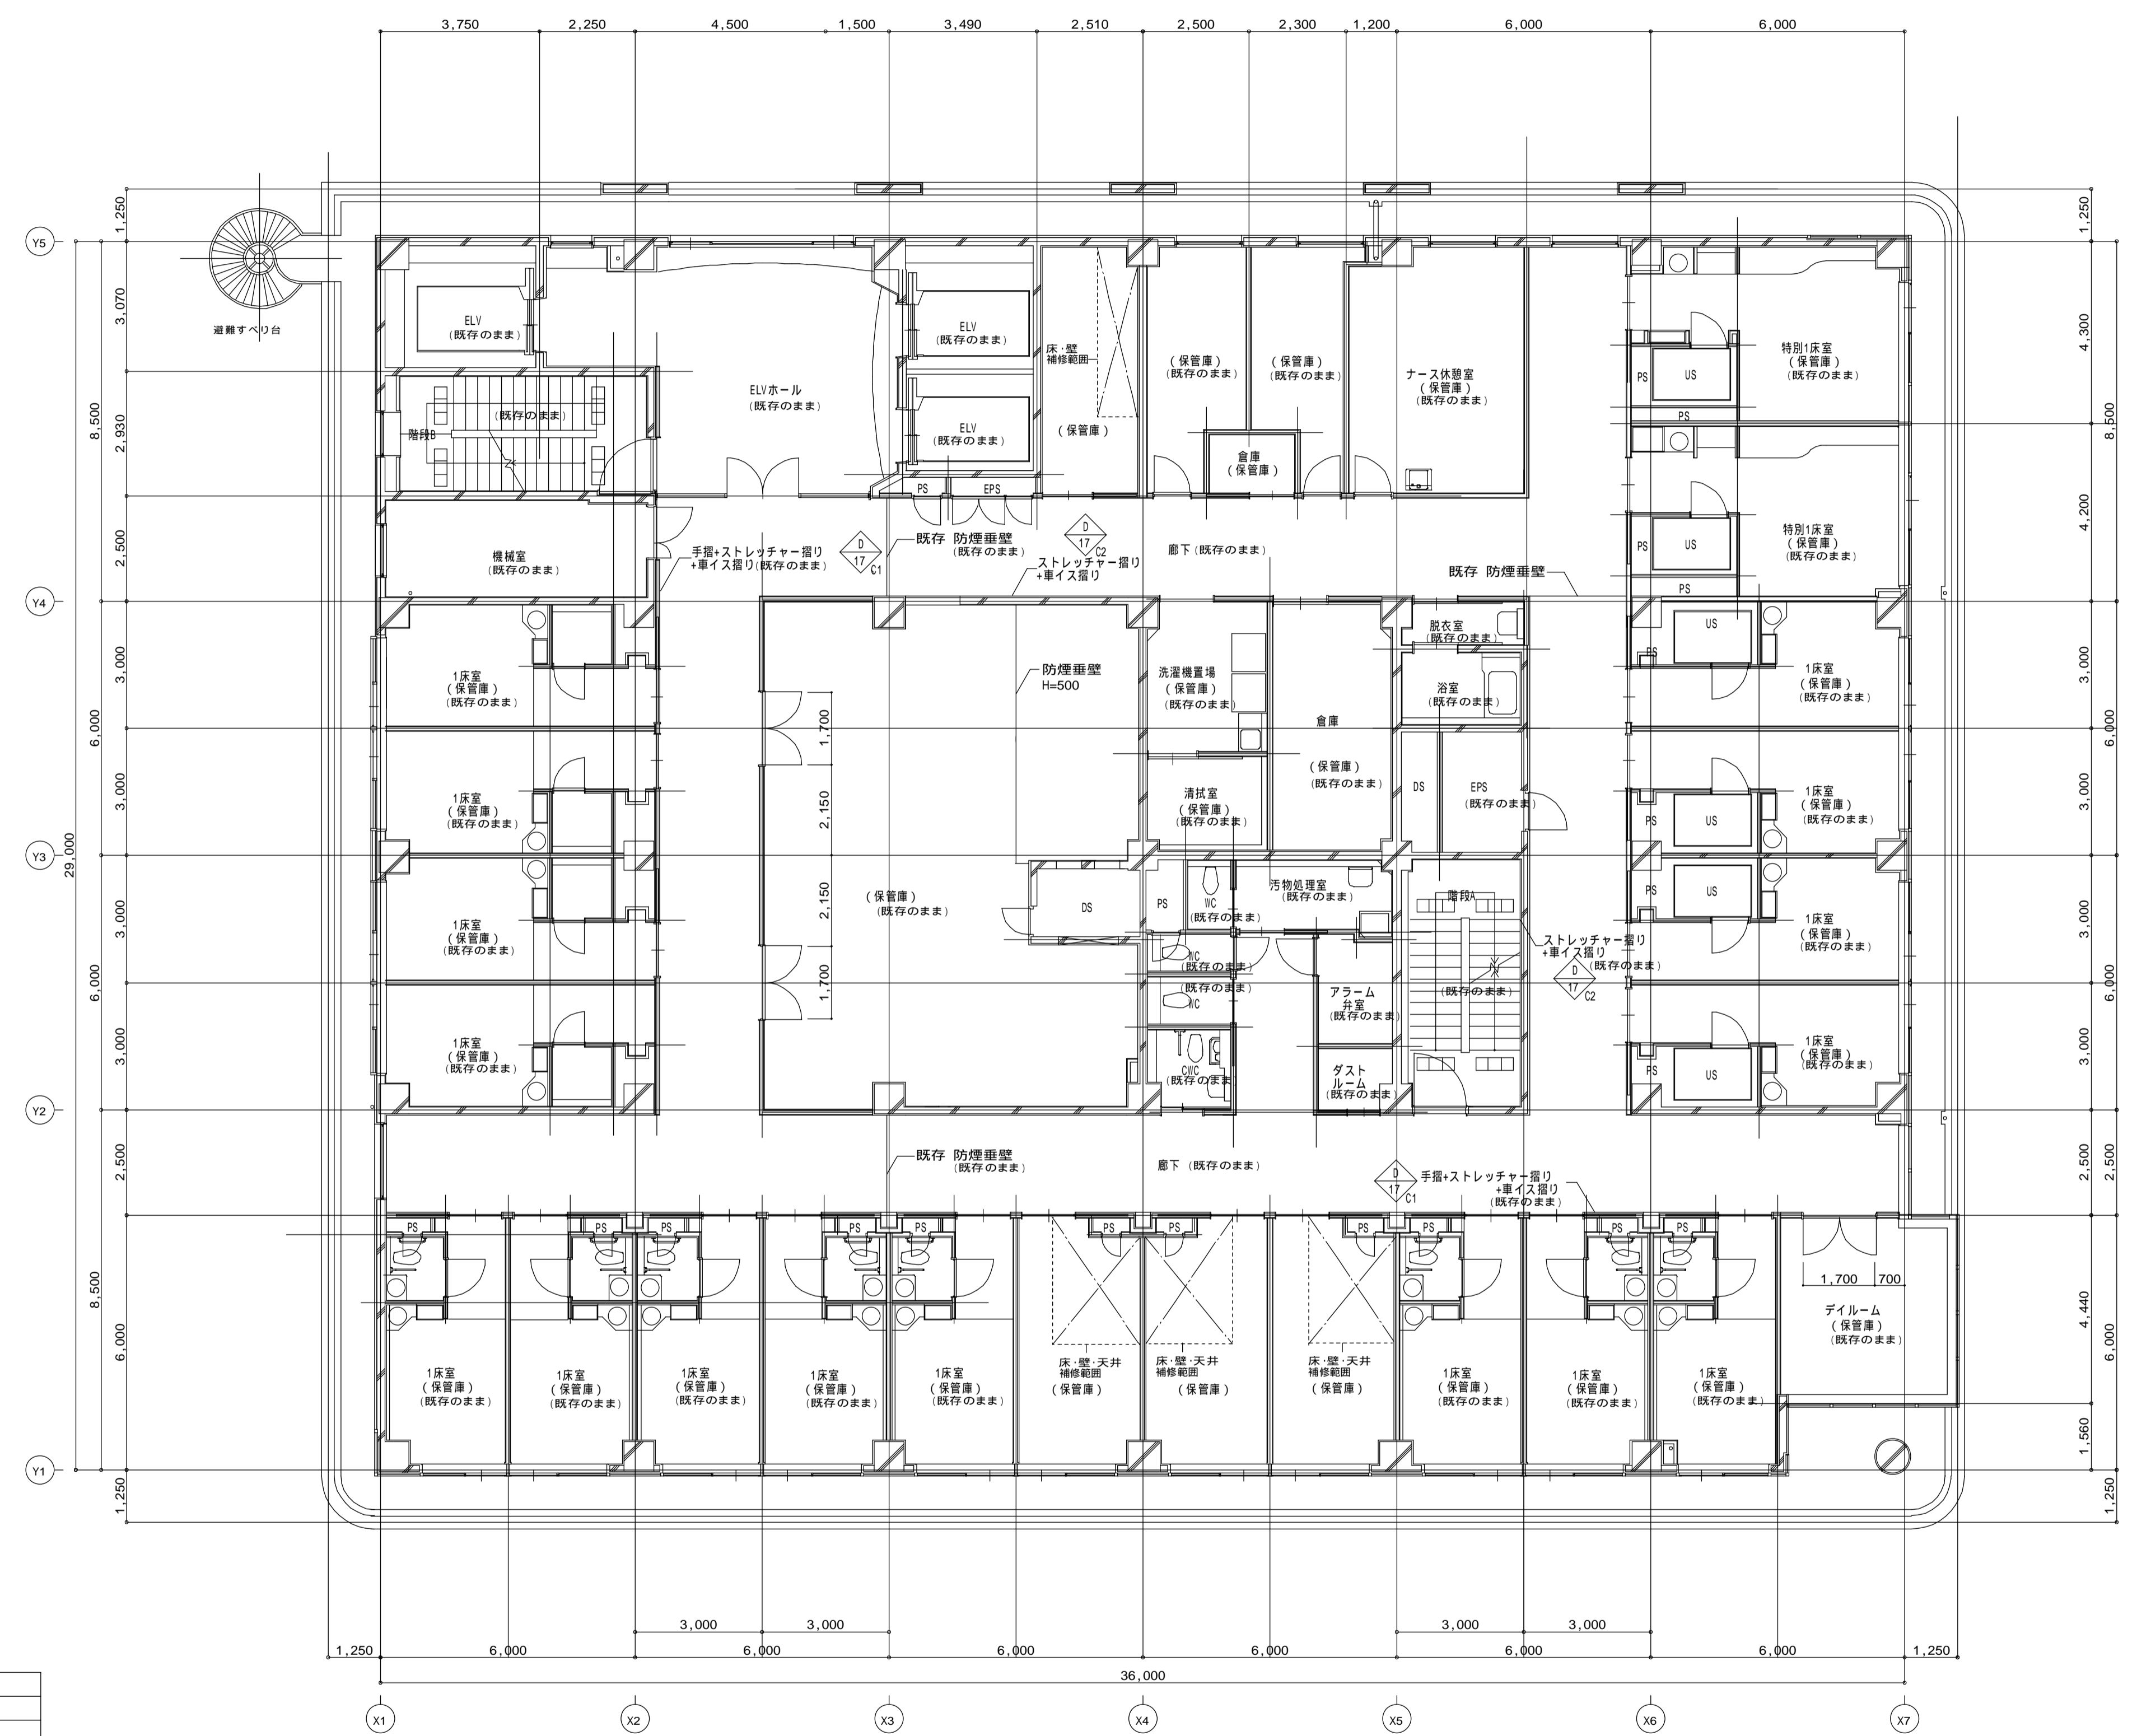 3,750
2,250
4,500
1,500
3,490
2,510
2,500
2,300
1,200
6,000
6,000
1,250
1,250
Y5
避難すべり台
3,070
8,500
2,930
2,500
ELV
(既存のまま)
ELVホール
(既存のまま)
ELV
(既存のまま)
ELV
(既存のまま)
床・壁
補修範囲
(保管庫)
(保管庫)
(既存のまま)
(保管庫)
(既存のまま)
倉庫
(保管庫)
ナース休憩室
(保管庫)
(既存のまま)
特別1床室
(保管庫)
(既存のまま)
PS
US
PS
4,300
8,500
4,200
階段B
(既存のまま)
PS
EPS
機械室
(既存のまま)
手摺+ストレッチャー摺り
+車イス摺り(既存のまま)
D
17
C1
既存 防煙垂壁
(既存のまま)
D
17
C2
ストレッチャー摺り
+車イス摺り
廊下(既存のまま)
既存 防煙垂壁
特別1床室
(保管庫)
(既存のまま)
PS
US
PS
Y4
3,000
6,000
3,000
29,000
1床室
(保管庫)
(既存のまま)
1床室
(保管庫)
(既存のまま)
1,700
2,150
防煙垂壁
H=500
洗濯機置場
(保管庫)
(既存のまま)
清拭室
(保管庫)
(既存のまま)
倉庫
(保管庫)
(既存のまま)
脱衣室
(既存のまま)
浴室
(既存のまま)
DS
EPS
(既存のまま)
US
PS
1床室
(保管庫)
(既存のまま)
PS
US
1床室
(保管庫)
(既存のまま)
3,000
6,000
3,000
Y3
3,000
6,000
3,000
1床室
(保管庫)
(既存のまま)
1床室
(保管庫)
(既存のまま)
(保管庫)
(既存のまま)
2,150
1,700
DS
PS
WC
(既存のまま)
WC
(既存のまま)
(既存のまま)
WC
CWC
(既存のまま)
汚物処理室
(既存のまま)
アラーム
弁室
(既存のまま)
ダスト
ルーム
(既存のまま)
階段A
(既存のまま)
ストレッチャー摺り
+車イス摺り
(既存のまま)
D
17
C2
PS
US
1床室
(保管庫)
(既存のまま)
PS
US
1床室
(保管庫)
(既存のまま)
3,000
6,000
3,000
Y2
2,500
既存 防煙垂壁
(既存のまま)
廊下 (既存のまま)
D
17
C1
手摺+ストレッチャー摺り
+車イス摺り
(既存のまま)
2,500
2,500
PS
PS
PS
PS
PS
PS
PS
PS
PS
PS
PS
8,500
6,000
1,700
700
デイルーム
(保管庫)
(既存のまま)
4,440
6,000
1,560
1床室
(保管庫)
(既存のまま)
1床室
(保管庫)
(既存のまま)
1床室
(保管庫)
(既存のまま)
1床室
(保管庫)
(既存のまま)
1床室
(保管庫)
(既存のまま)
床・壁・天井
補修範囲
(保管庫)
床・壁・天井
補修範囲
(保管庫)
床・壁・天井
補修範囲
(保管庫)
1床室
(保管庫)
(既存のまま)
1床室
(保管庫)
(既存のまま)
1床室
(保管庫)
(既存のまま)
Y1
1,250
1,250
3,000
3,000
3,000
3,000
1,250
6,000
6,000
6,000
6,000
6,000
6,000
1,250
36,000
X1
X2
X3
X4
X5
X6
X7